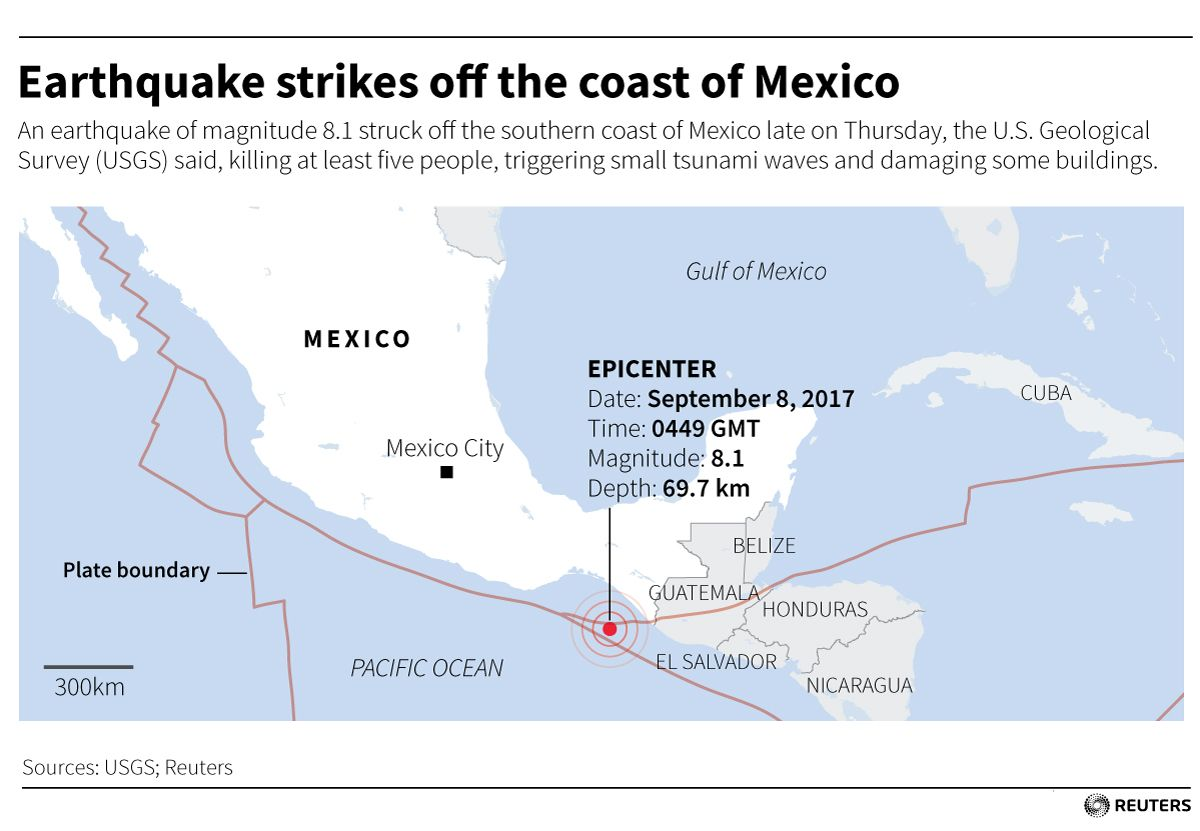 Earthquake strikes off the coast of Mexico
An earthquake of magnitude 8.1 struck off the southern coast of Mexico late on Thursday, the U.S. Geological
Survey (USGS) said, killing at least five people, triggering small tsunami waves and damaging some buildings.
Gulf of Mexico
MEXICO
EPICENTER
Date: September 8, 2017
Time: 0449 GMT
Magnitude: 8.1
Depth: 69.7 km
CUBA
Mexico City
BELIZE
Plate boundary
GUATEMALA
HONDURAS
PACIFIC OCEAN
EL SALVADOR
NICARAGUA
300km
Sources: USGS; Reuters
REUTERS